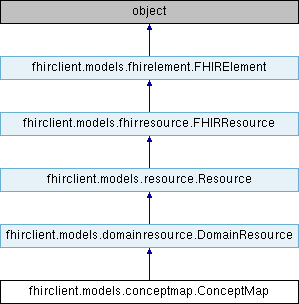 object
fhirclient.models.fhirelement.FHIRElement
fhirclient.models.fhirresource.FHIRResource
fhirclient.models.resource.Resource
fhirclient.models.domainresource.DomainResource
fhirclient.models.conceptmap.ConceptMap